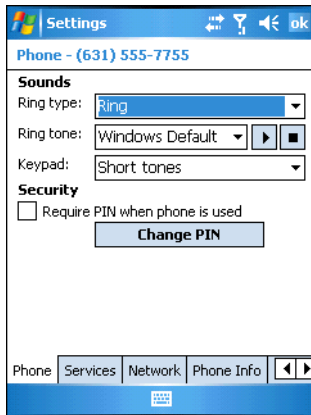 Settings
ok
Phone - (631) 555-7755
Sounds
Ring type: Ring
Ring tone: Windows Default
Keypad: Short tones
Security
Require PIN when phone is used
Change PIN
Phone Services Network Phone Info